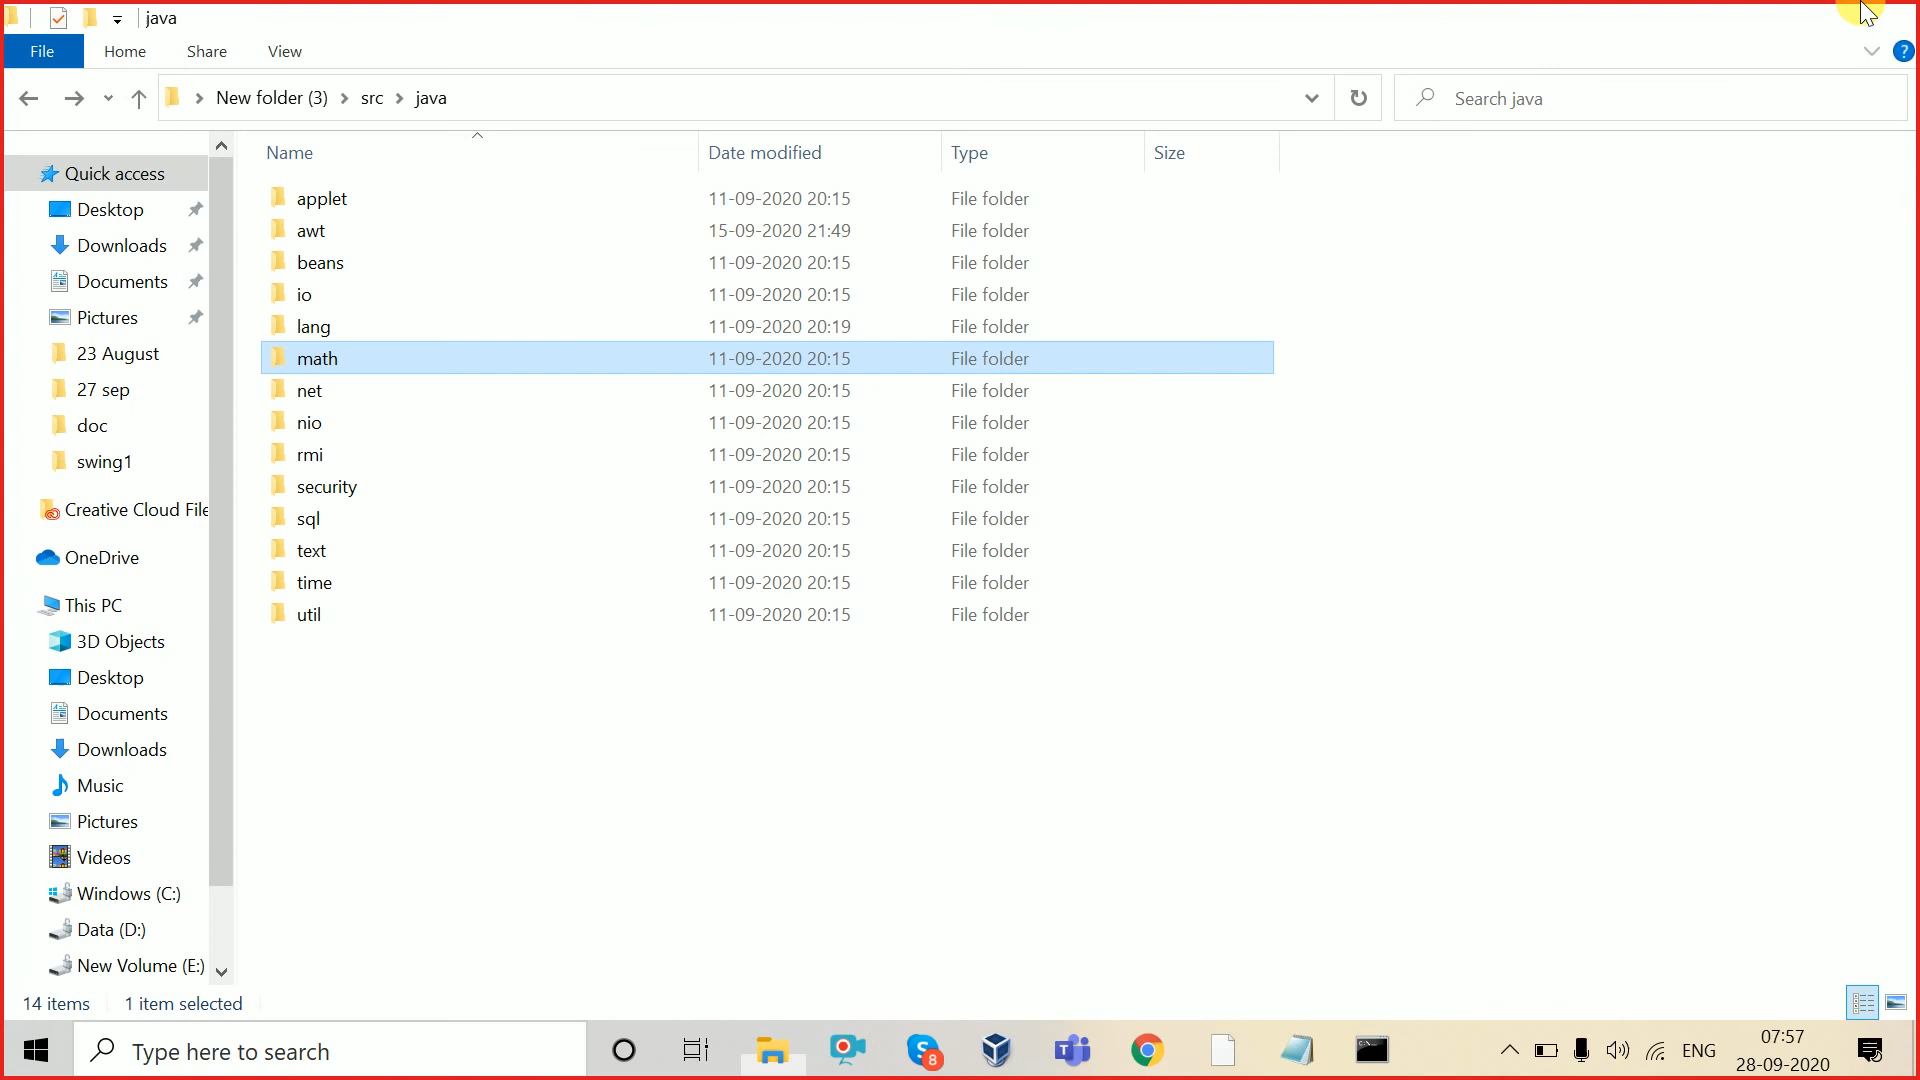 java
File Home Share View
New folder (3) src java
Search java
Name Date modified Type Size
Quick access
Desktop
Downloads
Documents
Pictures
23 August
27 sep
doc
swing1
Creative Cloud File
OneDrive
This PC
3D Objects
Desktop
Documents
Downloads
Music
Pictures
Videos
Windows (C:)
Data (D:)
New Volume (E:)
applet 11-09-2020 20:15 File folder
awt 15-09-2020 21:49 File folder
beans 11-09-2020 20:15 File folder
io 11-09-2020 20:15 File folder
lang 11-09-2020 20:19 File folder
math 11-09-2020 20:15 File folder
net 11-09-2020 20:15 File folder
nio 11-09-2020 20:15 File folder
rmi 11-09-2020 20:15 File folder
security 11-09-2020 20:15 File folder
sql 11-09-2020 20:15 File folder
text 11-09-2020 20:15 File folder
time 11-09-2020 20:15 File folder
util 11-09-2020 20:15 File folder
14 items 1 item selected
Type here to search
S
8
T
ENG
07:57
28-09-2020